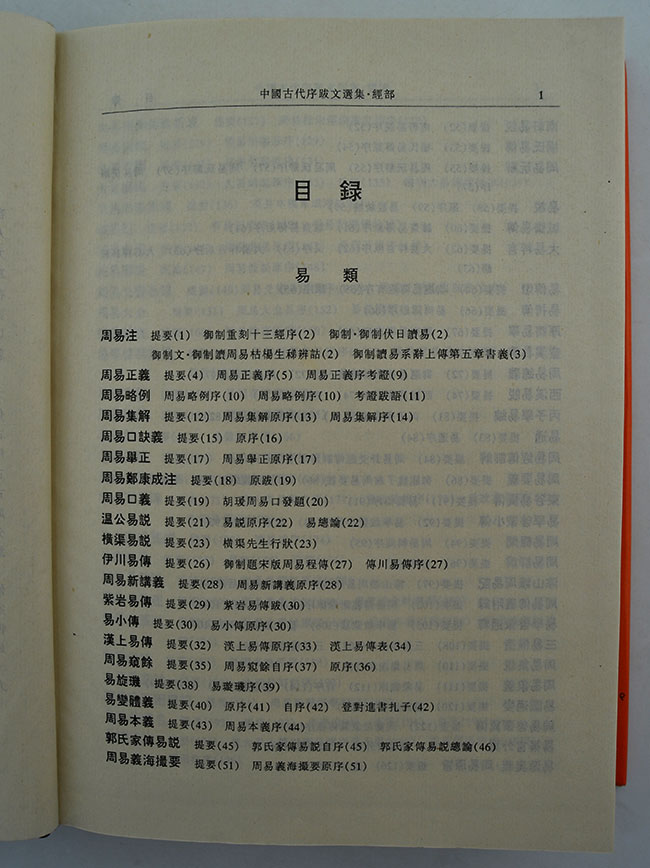 中國古代序跋文選集·經部 1
目録
易類
周易注 提要(1) 御制重刻十三經序(2) 御制·御制伏日讀易(2)
御制文·御制讀周易枯楊生稊辨詁(2) 御制讀易系辭上傳第五章書義(3)
周易正義 提要(4) 周易正義序(5) 周易正義序考證(9)
周易略例 周易略例序(10) 周易略例序(10) 考證跋語(11)
周易集解 提要(12) 周易集解原序(13) 周易集解序(14)
周易口訣義 提要(15) 原序(16)
周易舉正 提要(17) 周易舉正原序(17)
周易鄭康成注 提要(18) 原跋(19)
周易口義 提要(19) 胡瑗周易口發題(20)
温公易説 提要(21) 易説原序(22) 易總論(22)
橫渠易説 提要(23) 橫渠先生行狀(23)
伊川易傳 提要(26) 御制題宋版周易程傳(27) 傳川易傳序(27)
周易新講義 提要(28) 周易新講義原序(28)
紫岩易傳 提要(29) 紫岩易傳跋(30)
易小傳 提要(30) 易小傳原序(30)
漢上易傳 提要(32) 漢上易傳原序(33) 漢上易傳表(34)
周易窺餘 提要(35) 周易窺餘自序(37) 原序(36)
易旋璣 提要(38) 易璇璣序(39)
易變體義 提要(40) 原序(41) 自序(42) 登對進書扎子(42)
周易本義 提要(43) 周易本義序(44)
郭氏家傳易説 提要(45) 郭氏家傳易説自序(45) 郭氏家傳易説總論(46)
周易義海撮要 提要(51) 周易義海撮要原序(51)